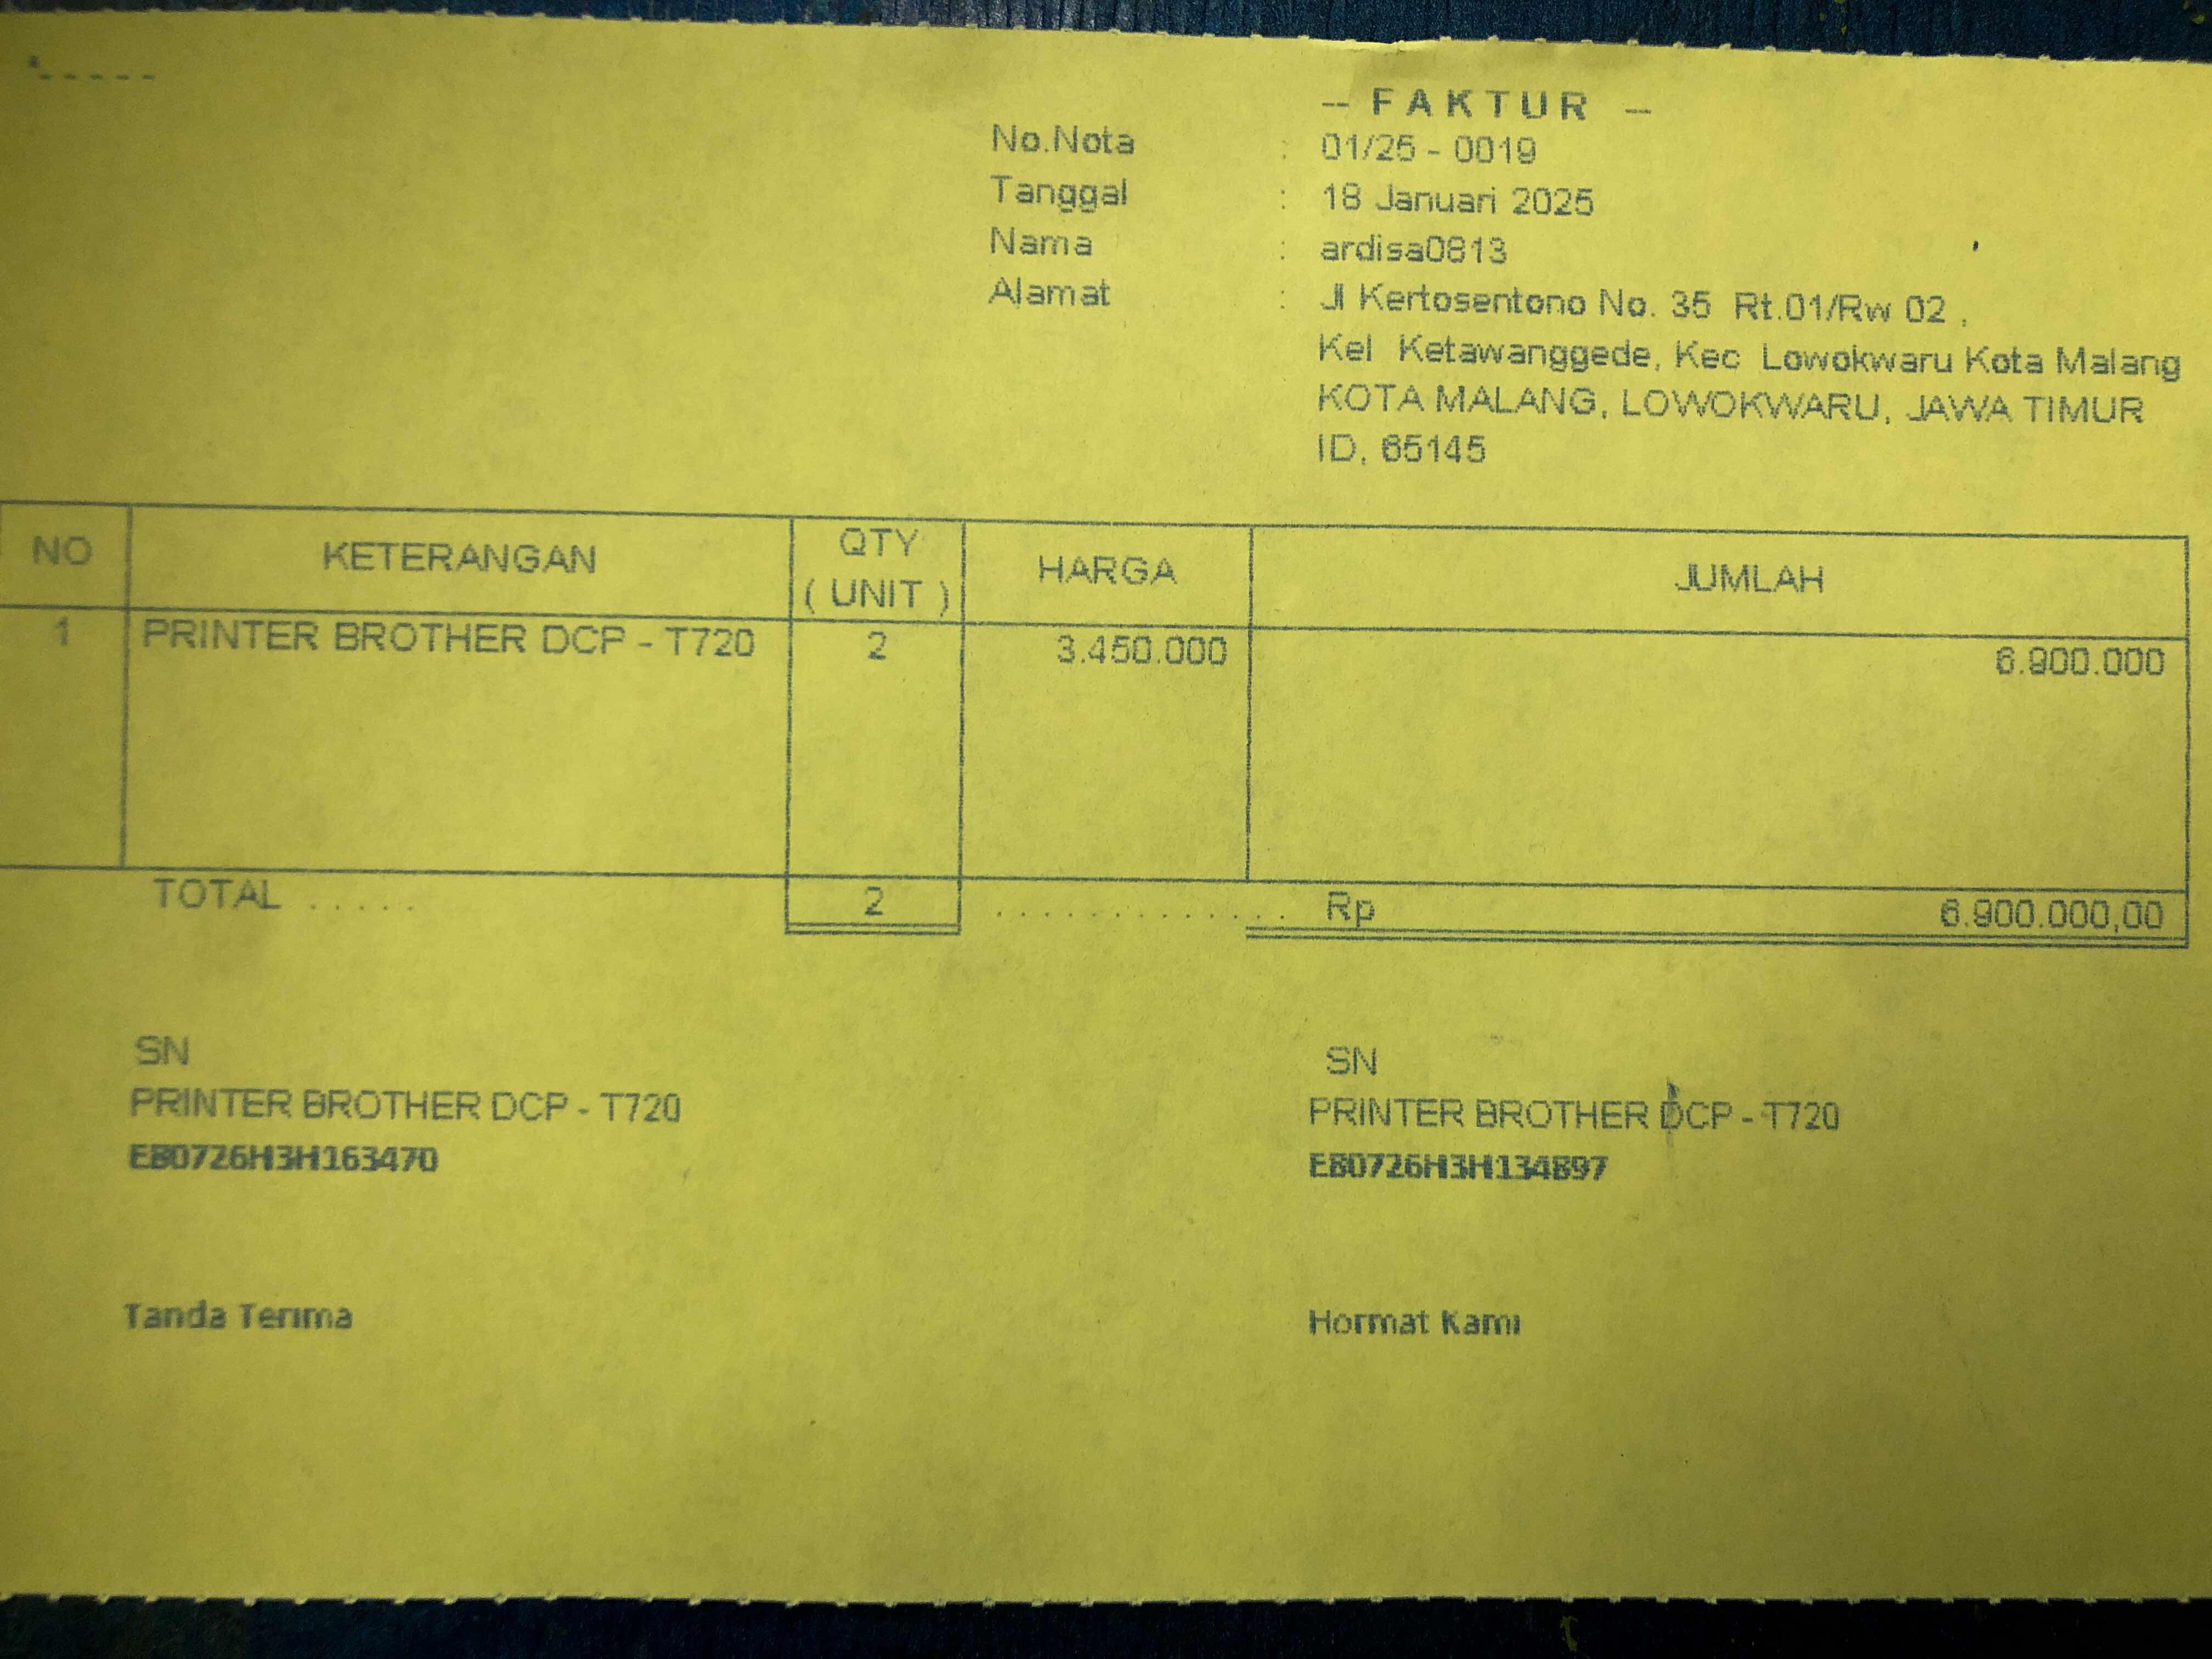 -- FAKTUR --
No.Nota : 01/25 - 0019
Tanggal : 18 Januari 2025
Nama : ardisa0813
Alamat : Jl Kertosentono No. 35 Rt.01/Rw 02 ,
Kel Ketawanggede, Kec Lowokwaru Kota Malang
KOTA MALANG, LOWOKWARU, JAWA TIMUR
ID, 65145
NO KETERANGAN QTY ( UNIT ) HARGA JUMLAH
1 PRINTER BROTHER DCP - T720 2 3.450.000 6.900.000
TOTAL ..... 2 .............. Rp 6.900.000,00
SN SN
PRINTER BROTHER DCP - T720 PRINTER BROTHER DCP - T720
E80726H3H163470 E80726H3H134897
Tanda Terima Hormat Kami